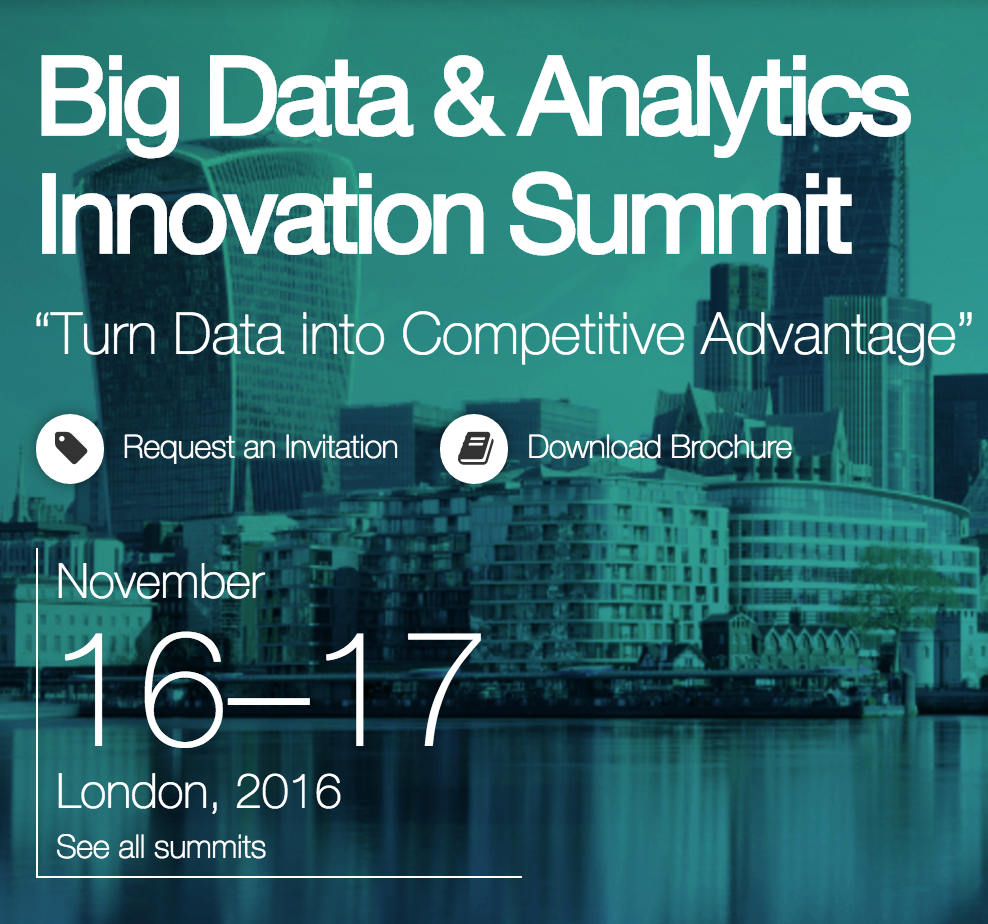 Big Data & Analytics
Innovation Summit
“Turn Data into Competitive Advantage”
Request an Invitation
Download Brochure
November
16–17
London, 2016
See all summits